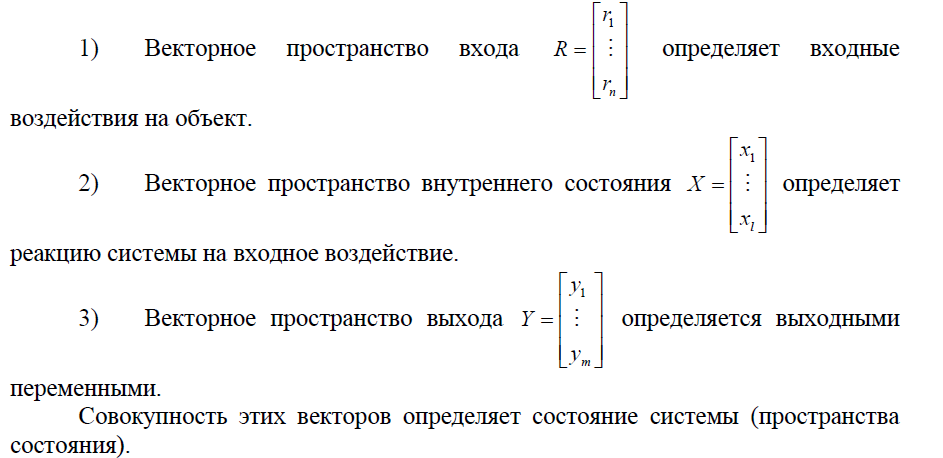 1) Векторное пространство входа R = [r₁ ⋮ rₙ] определяет входные
воздействия на объект.
2) Векторное пространство внутреннего состояния X = [x₁ ⋮ xₗ] определяет
реакцию системы на входное воздействие.
3) Векторное пространство выхода Y = [y₁ ⋮ yₘ] определяется выходными
переменными.
Совокупность этих векторов определяет состояние системы (пространства
состояния).